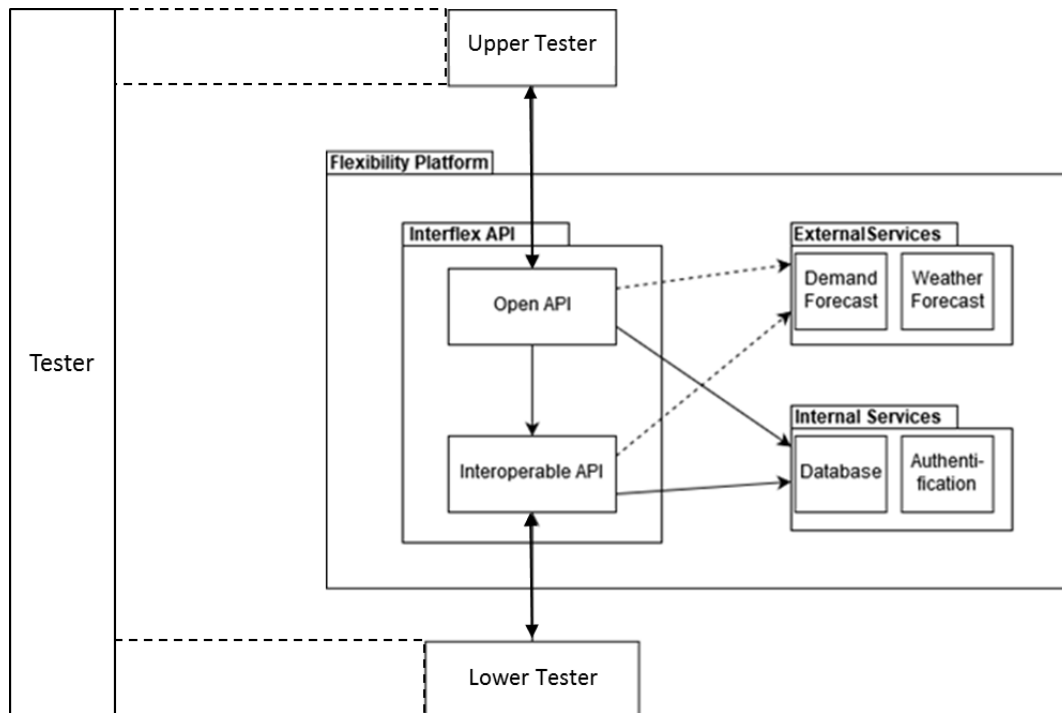 Upper Tester
Flexibility Platform
Interflex API
ExternalServices
Open API
Demand
Forecast
Weather
Forecast
Tester
Internal Services
Interoperable API
Database
Authenti-
fication
Lower Tester